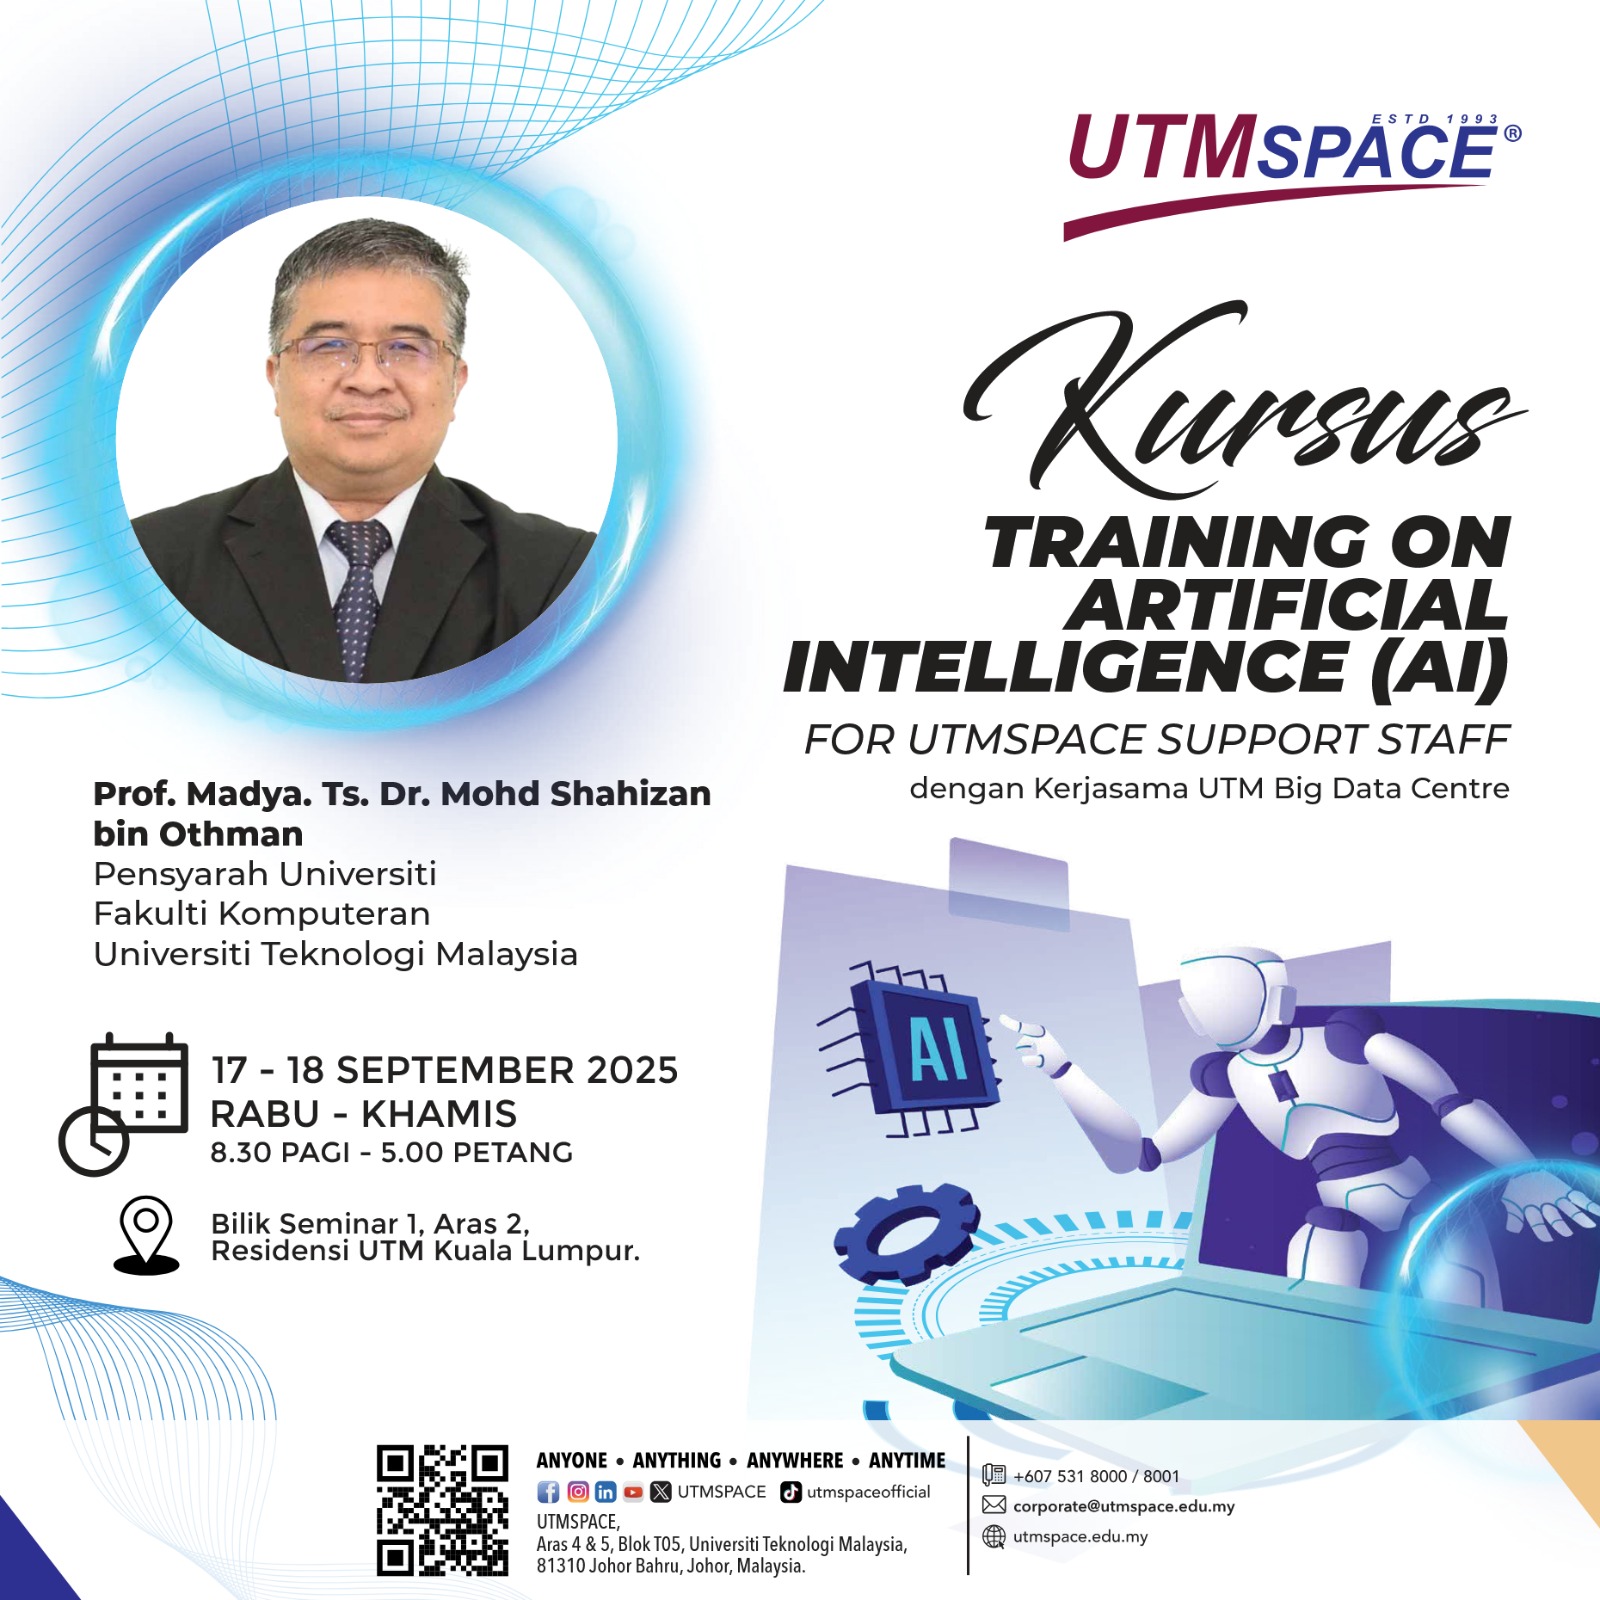 ESTD 1993
UTMSPACE®
Kursus
TRAINING ON
ARTIFICIAL
INTELLIGENCE (AI)
FOR UTMSPACE SUPPORT STAFF
dengan Kerjasama UTM Big Data Centre
Prof. Madya. Ts. Dr. Mohd Shahizan
bin Othman
Pensyarah Universiti
Fakulti Komputeran
Universiti Teknologi Malaysia
17 - 18 SEPTEMBER 2025
RABU - KHAMIS
8.30 PAGI - 5.00 PETANG
Bilik Seminar 1, Aras 2,
Residensi UTM Kuala Lumpur.
AI
ANYONE • ANYTHING • ANYWHERE • ANYTIME
UTMSPACE utmspaceofficial
UTMSPACE,
Aras 4 & 5, Blok T05, Universiti Teknologi Malaysia,
81310 Johor Bahru, Johor, Malaysia.
+607 531 8000 / 8001
corporate@utmspace.edu.my
utmspace.edu.my